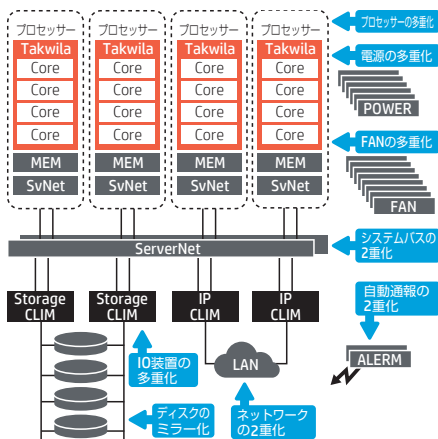 プロセッサー プロセッサー プロセッサー プロセッサー
Takwila Takwila Takwila Takwila
Core Core Core Core
Core Core Core Core
Core Core Core Core
Core Core Core Core
MEM MEM MEM MEM
SvNet SvNet SvNet SvNet
プロセッサーの多重化
電源の多重化
POWER
FANの多重化
FAN
ServerNet
システムバスの
2重化
Storage
CLIM
Storage
CLIM
IP
CLIM
IP
CLIM
自動通報の
2重化
ALERM
IO装置の
多重化
LAN
ディスクの
ミラー化
ネットワーク
の2重化